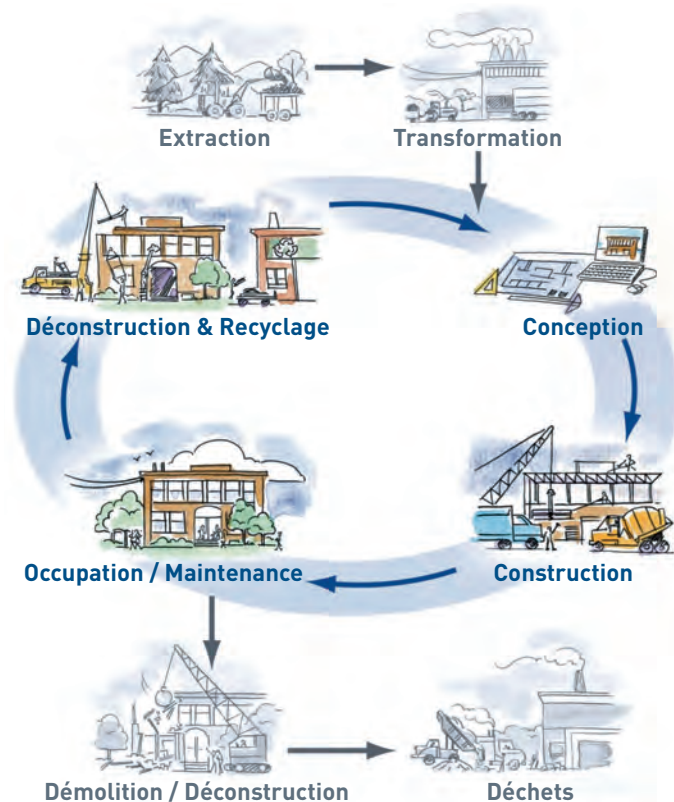 Extraction
Transformation
Déconstruction & Recyclage
Conception
Occupation / Maintenance
Construction
Démolition / Déconstruction
Déchets